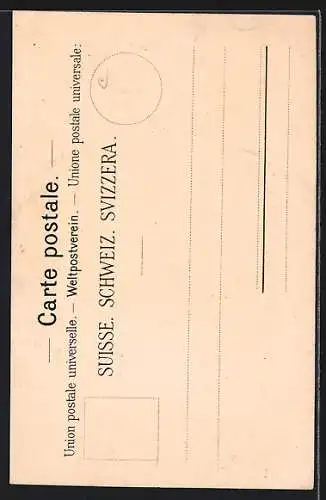 — Carte postale. —
Union postale universelle. — Weltpostverein. — Unione postale universale:
SUISSE. SCHWEIZ. SVIZZERA.